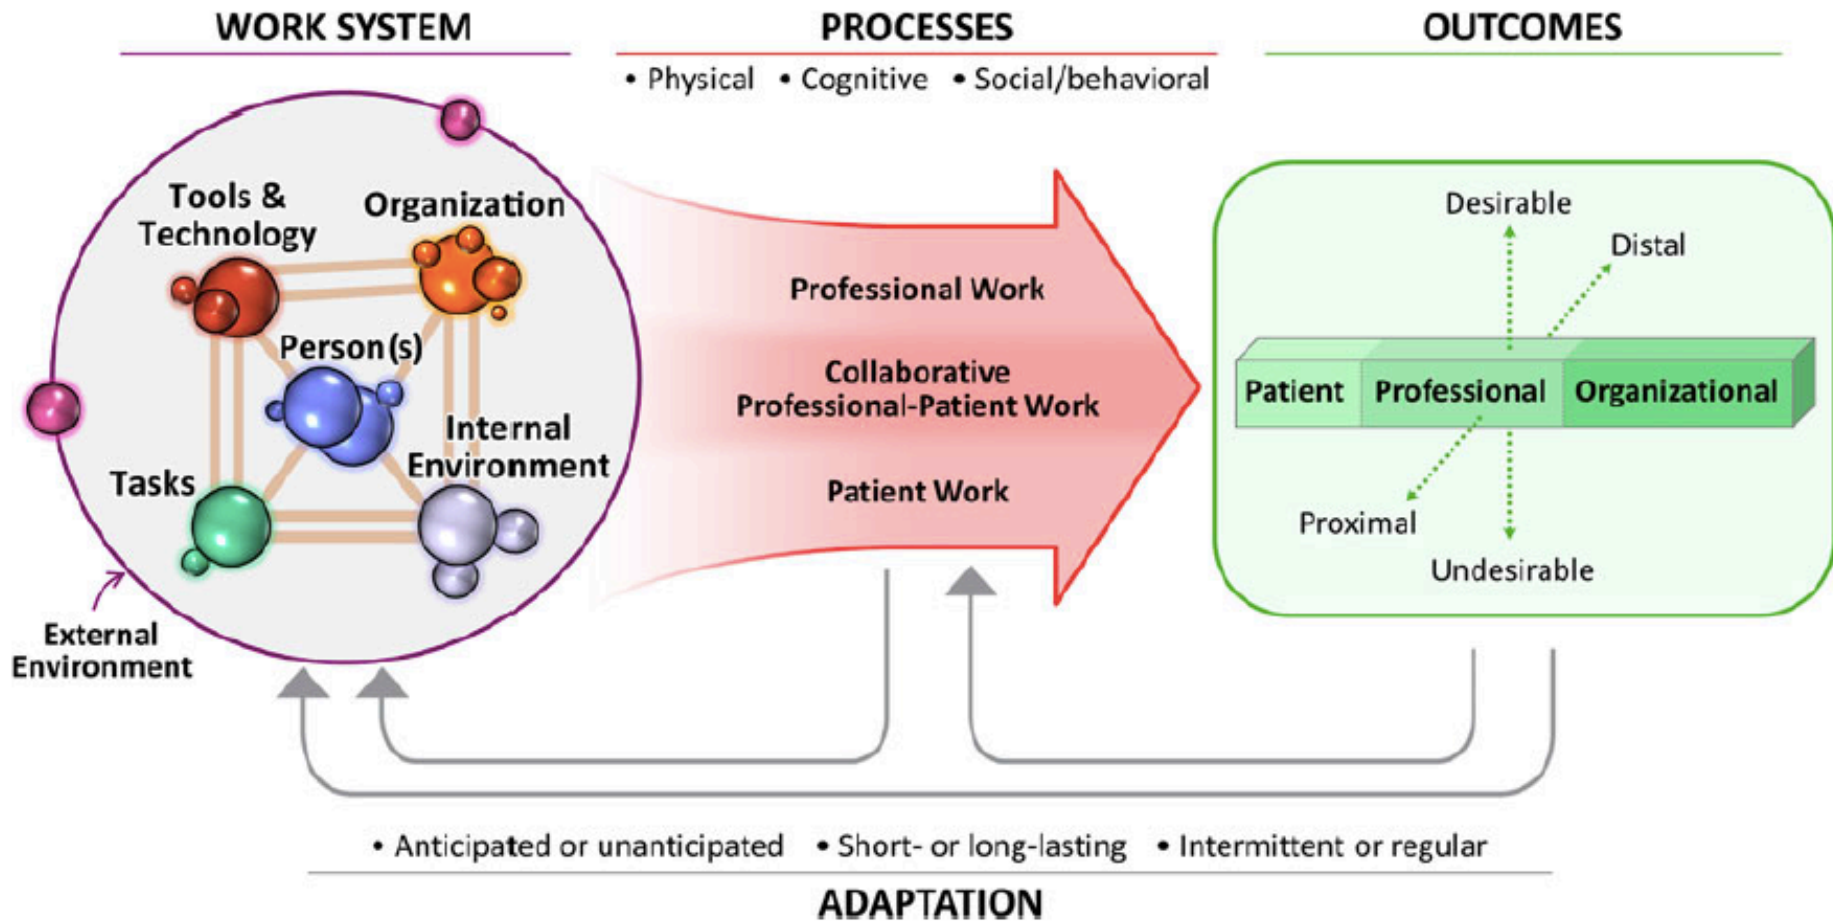 WORK SYSTEM
PROCESSES
OUTCOMES
• Physical • Cognitive • Social/behavioral
Tools &
Technology
Organization
Person(s)
Internal
Environment
Tasks
External
Environment
Professional Work
Collaborative
Professional-Patient Work
Patient Work
Desirable
Distal
Patient Professional Organizational
Proximal
Undesirable
• Anticipated or unanticipated • Short- or long-lasting • Intermittent or regular
ADAPTATION